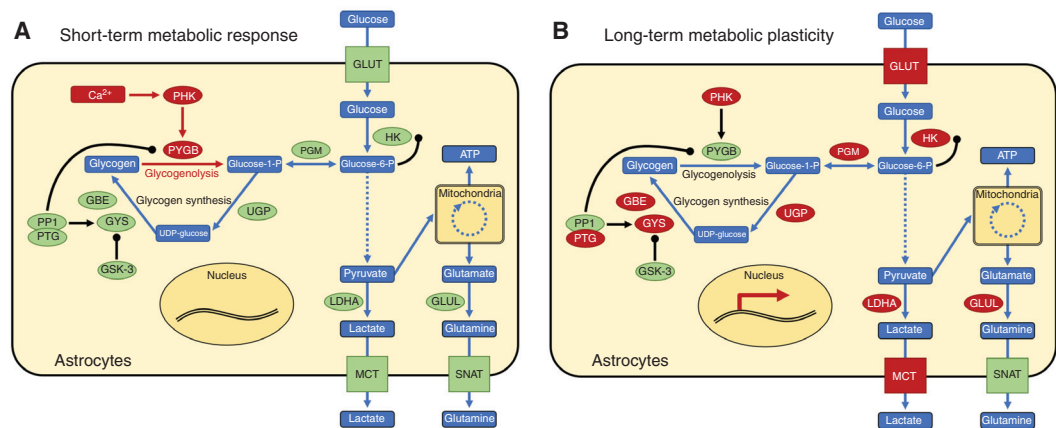 A Short-term metabolic response
Glucose
GLUT
Ca2+
PHK
Glucose
PYGB
HK
PGM
Glycogen
Glucose-1-P
Glucose-6-P
Glycogenolysis
ATP
Glycogen synthesis
Mitochondria
GBE
UGP
PP1
GYS
PTG
UDP-glucose
GSK-3
Nucleus
Pyruvate
Glutamate
LDHA
GLUL
Lactate
Glutamine
Astrocytes
MCT
SNAT
Lactate
Glutamine
B Long-term metabolic plasticity
Glucose
GLUT
PHK
Glucose
PYGB
HK
PGM
Glycogen
Glucose-1-P
Glucose-6-P
Glycogenolysis
ATP
Glycogen synthesis
Mitochondria
GBE
UGP
PP1
GYS
PTG
UDP-glucose
GSK-3
Nucleus
Pyruvate
Glutamate
LDHA
GLUL
Lactate
Glutamine
Astrocytes
MCT
SNAT
Lactate
Glutamine